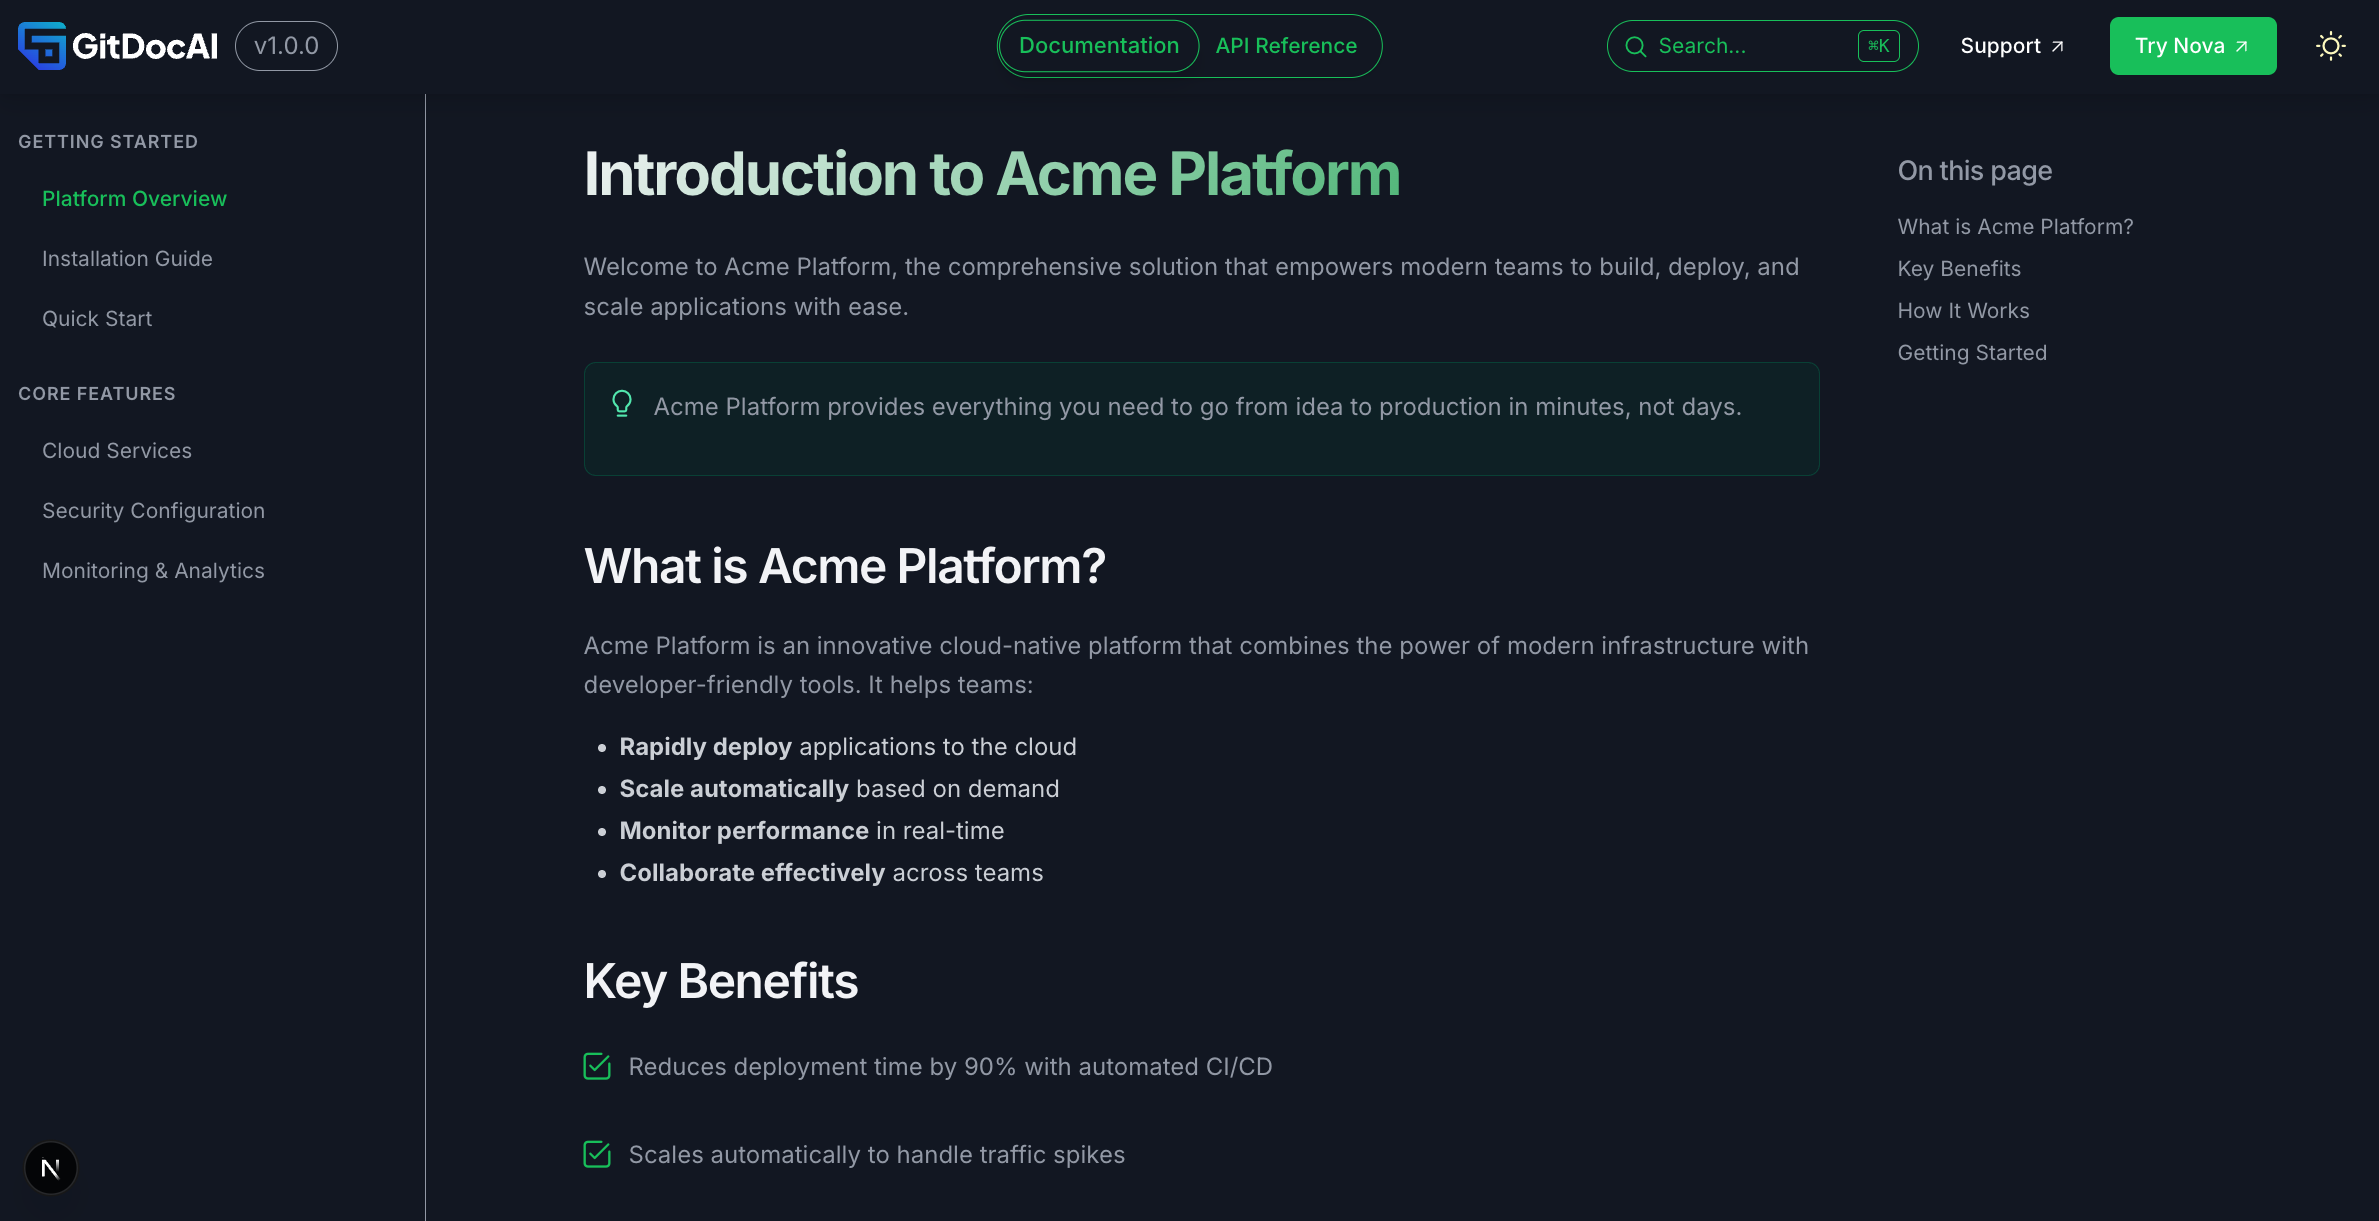 GitDocAI
v1.0.0
Documentation
API Reference
Search...
⌘K
Support ↗
Try Nova ↗
GETTING STARTED
Platform Overview
Installation Guide
Quick Start
CORE FEATURES
Cloud Services
Security Configuration
Monitoring & Analytics
Introduction to Acme Platform
Welcome to Acme Platform, the comprehensive solution that empowers modern teams to build, deploy, and
scale applications with ease.
Acme Platform provides everything you need to go from idea to production in minutes, not days.
What is Acme Platform?
Acme Platform is an innovative cloud-native platform that combines the power of modern infrastructure with
developer-friendly tools. It helps teams:
• Rapidly deploy applications to the cloud
• Scale automatically based on demand
• Monitor performance in real-time
• Collaborate effectively across teams
Key Benefits
Reduces deployment time by 90% with automated CI/CD
Scales automatically to handle traffic spikes
On this page
What is Acme Platform?
Key Benefits
How It Works
Getting Started
N